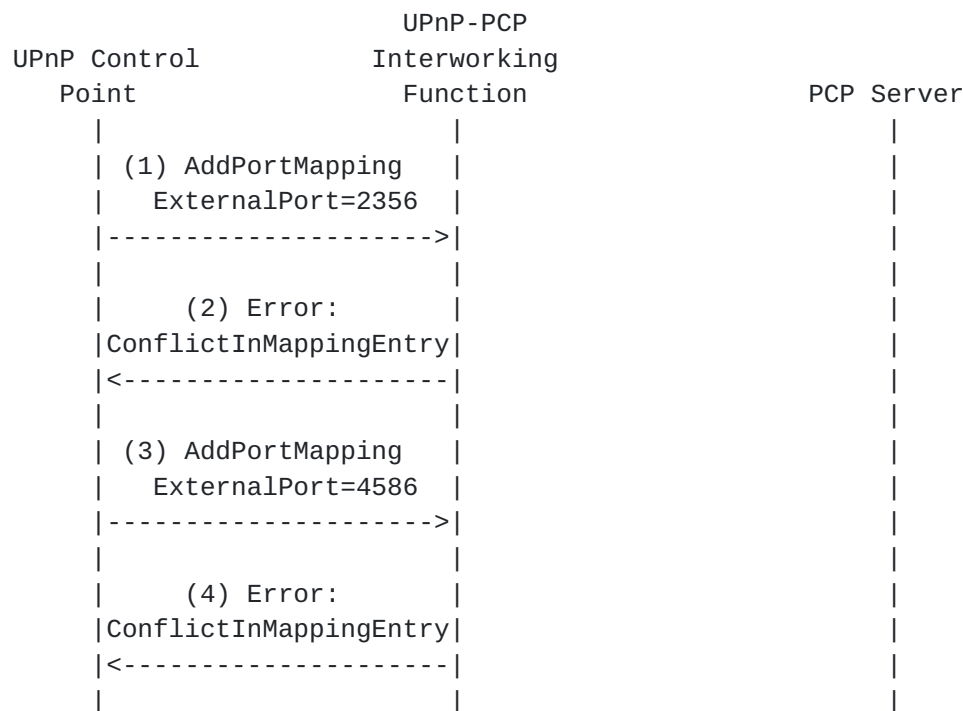 UPnP-PCP
UPnP Control Interworking
Point Function PCP Server
(1) AddPortMapping
ExternalPort=2356
(2) Error:
ConflictInMappingEntry
(3) AddPortMapping
ExternalPort=4586
(4) Error:
ConflictInMappingEntry